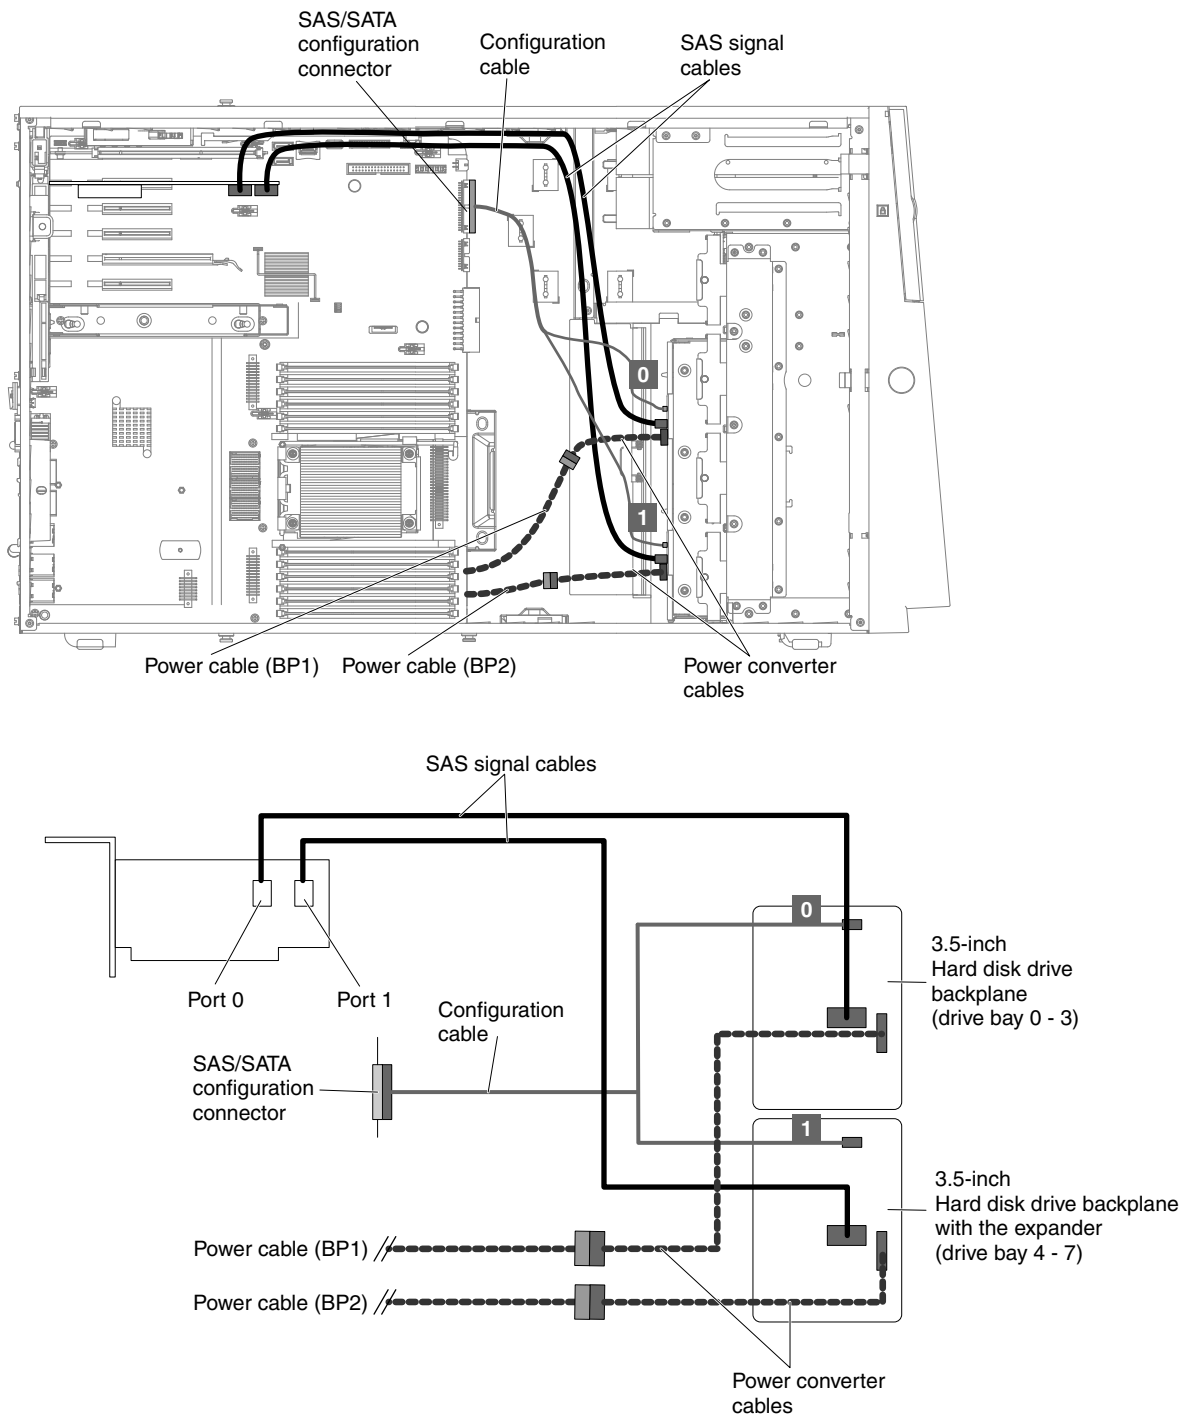 SAS/SATA
configuration
connector
Configuration
cable
SAS signal
cables
0
1
Power cable (BP1)
Power cable (BP2)
Power converter
cables
SAS signal cables
Port 0
Port 1
0
3.5-inch
Hard disk drive
backplane
(drive bay 0 - 3)
Configuration
cable
SAS/SATA
configuration
connector
1
3.5-inch
Hard disk drive backplane
with the expander
(drive bay 4 - 7)
Power cable (BP1)
Power cable (BP2)
Power converter
cables